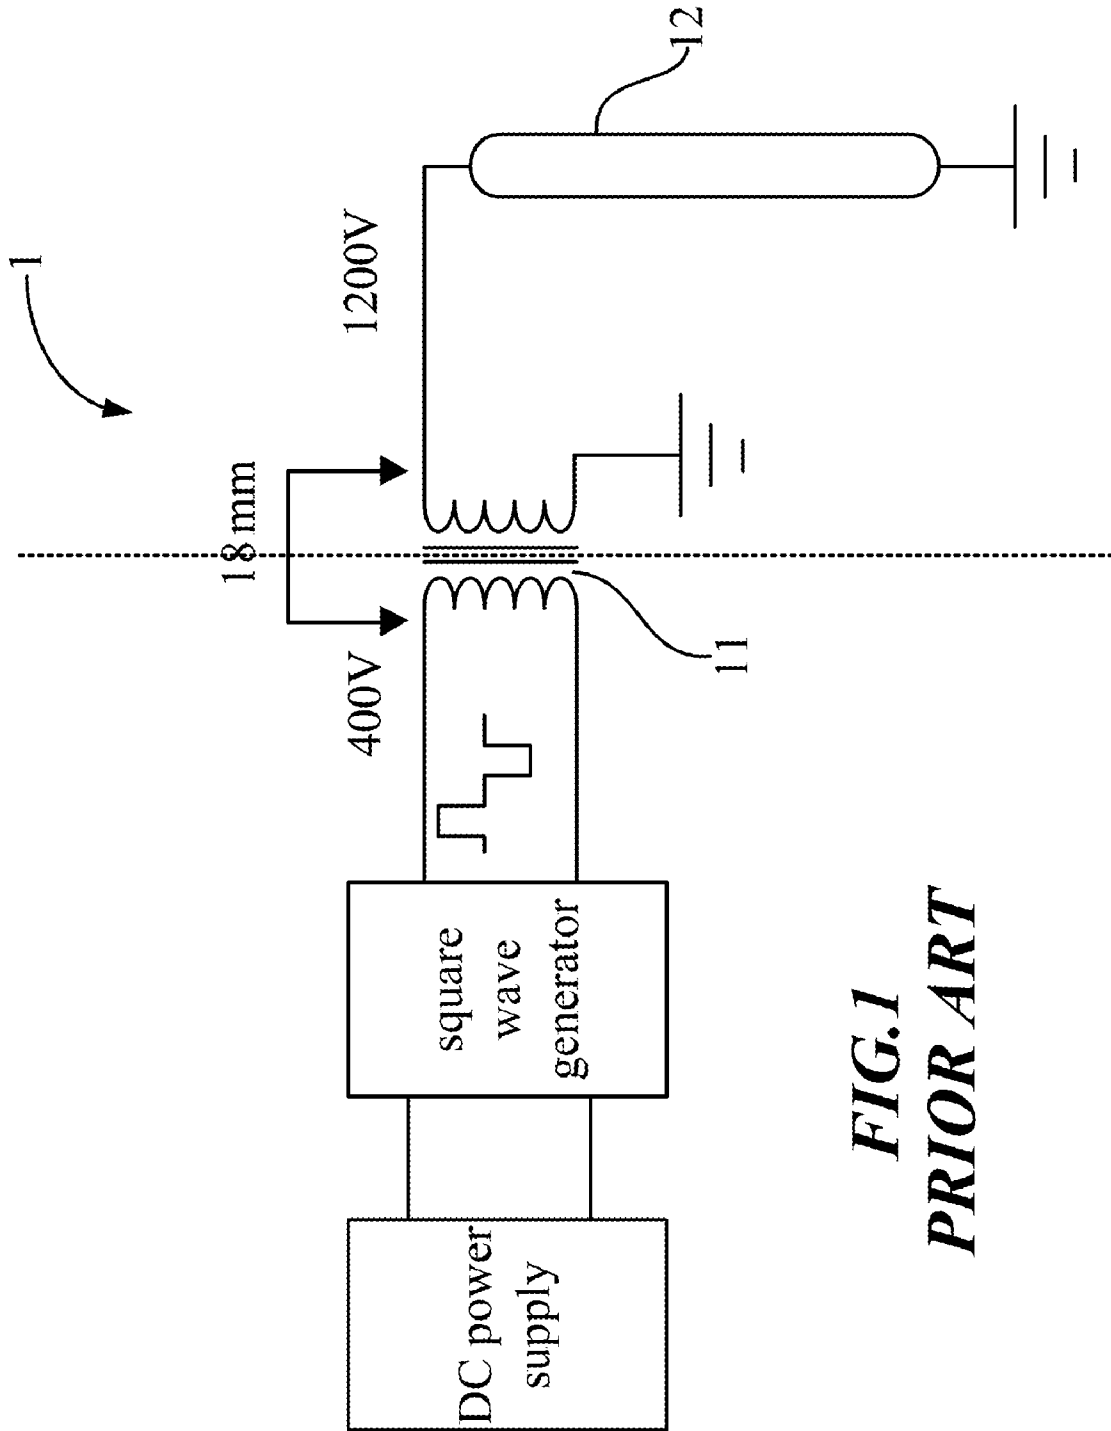 1
18 mm
400V
1200V
12
11
DC power
supply
square
wave
generator
FIG.1
PRIOR ART